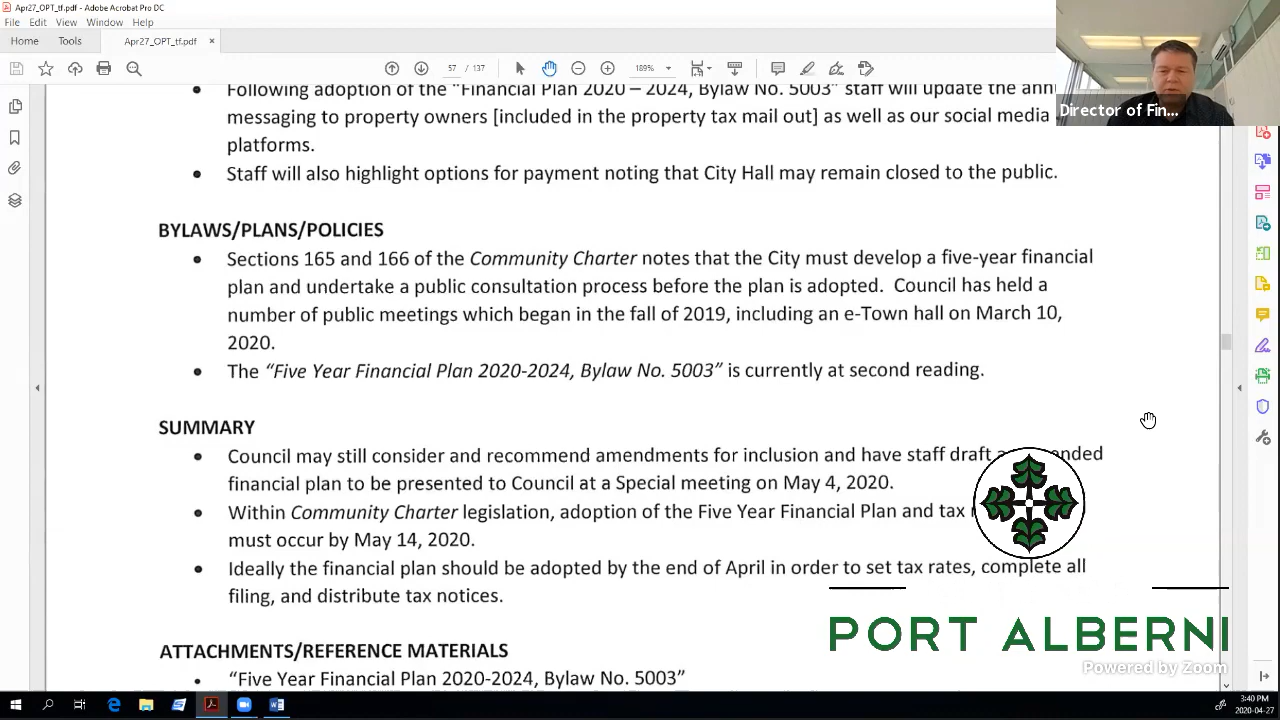 Apr27_OPT_tf.pdf - Adobe Acrobat Pro DC
File Edit View Window Help
Home Tools Apr27_OPT_tf.pdf ×
57 / 137 189%
Director of Fin...
• Following adoption of the "Financial Plan 2020 – 2024, Bylaw No. 5003" staff will update the
messaging to property owners [included in the property tax mail out] as well as our social media
platforms.
• Staff will also highlight options for payment noting that City Hall may remain closed to the public.
BYLAWS/PLANS/POLICIES
• Sections 165 and 166 of the Community Charter notes that the City must develop a five-year financial
plan and undertake a public consultation process before the plan is adopted. Council has held a
number of public meetings which began in the fall of 2019, including an e-Town hall on March 10,
2020.
• The "Five Year Financial Plan 2020-2024, Bylaw No. 5003" is currently at second reading.
SUMMARY
• Council may still consider and recommend amendments for inclusion and have staff draft
financial plan to be presented to Council at a Special meeting on May 4, 2020.
• Within Community Charter legislation, adoption of the Five Year Financial Plan and tax
must occur by May 14, 2020.
• Ideally the financial plan should be adopted by the end of April in order to set tax rates, complete all
filing, and distribute tax notices.
PORT ALBERNI
ATTACHMENTS/REFERENCE MATERIALS
Powered by Zoom
• "Five Year Financial Plan 2020-2024, Bylaw No. 5003"
3:40 PM
2020-04-27